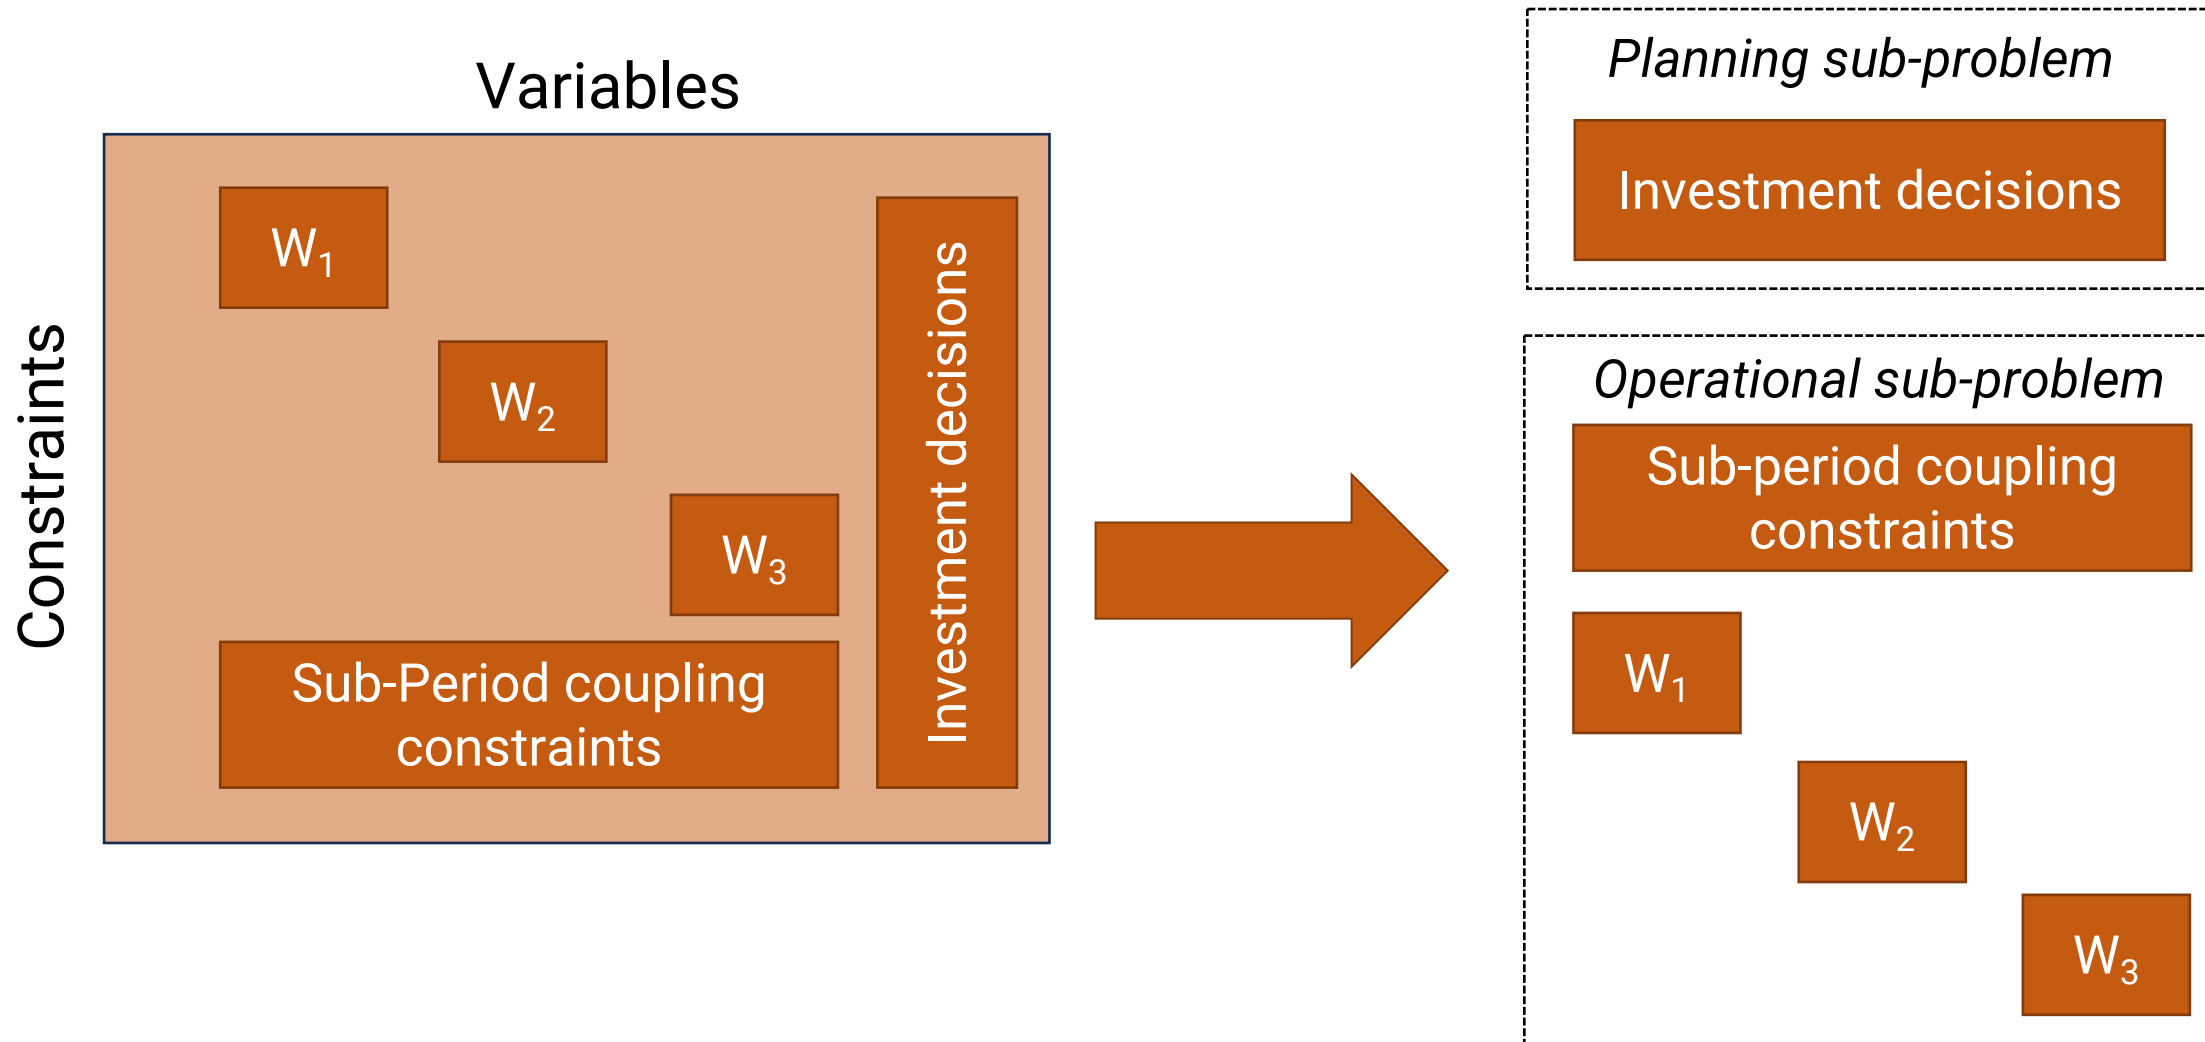 Variables
Constraints
W1
W2
W3
Sub-Period coupling
constraints
Investment decisions
Planning sub-problem
Investment decisions
Operational sub-problem
Sub-period coupling
constraints
W1
W2
W3